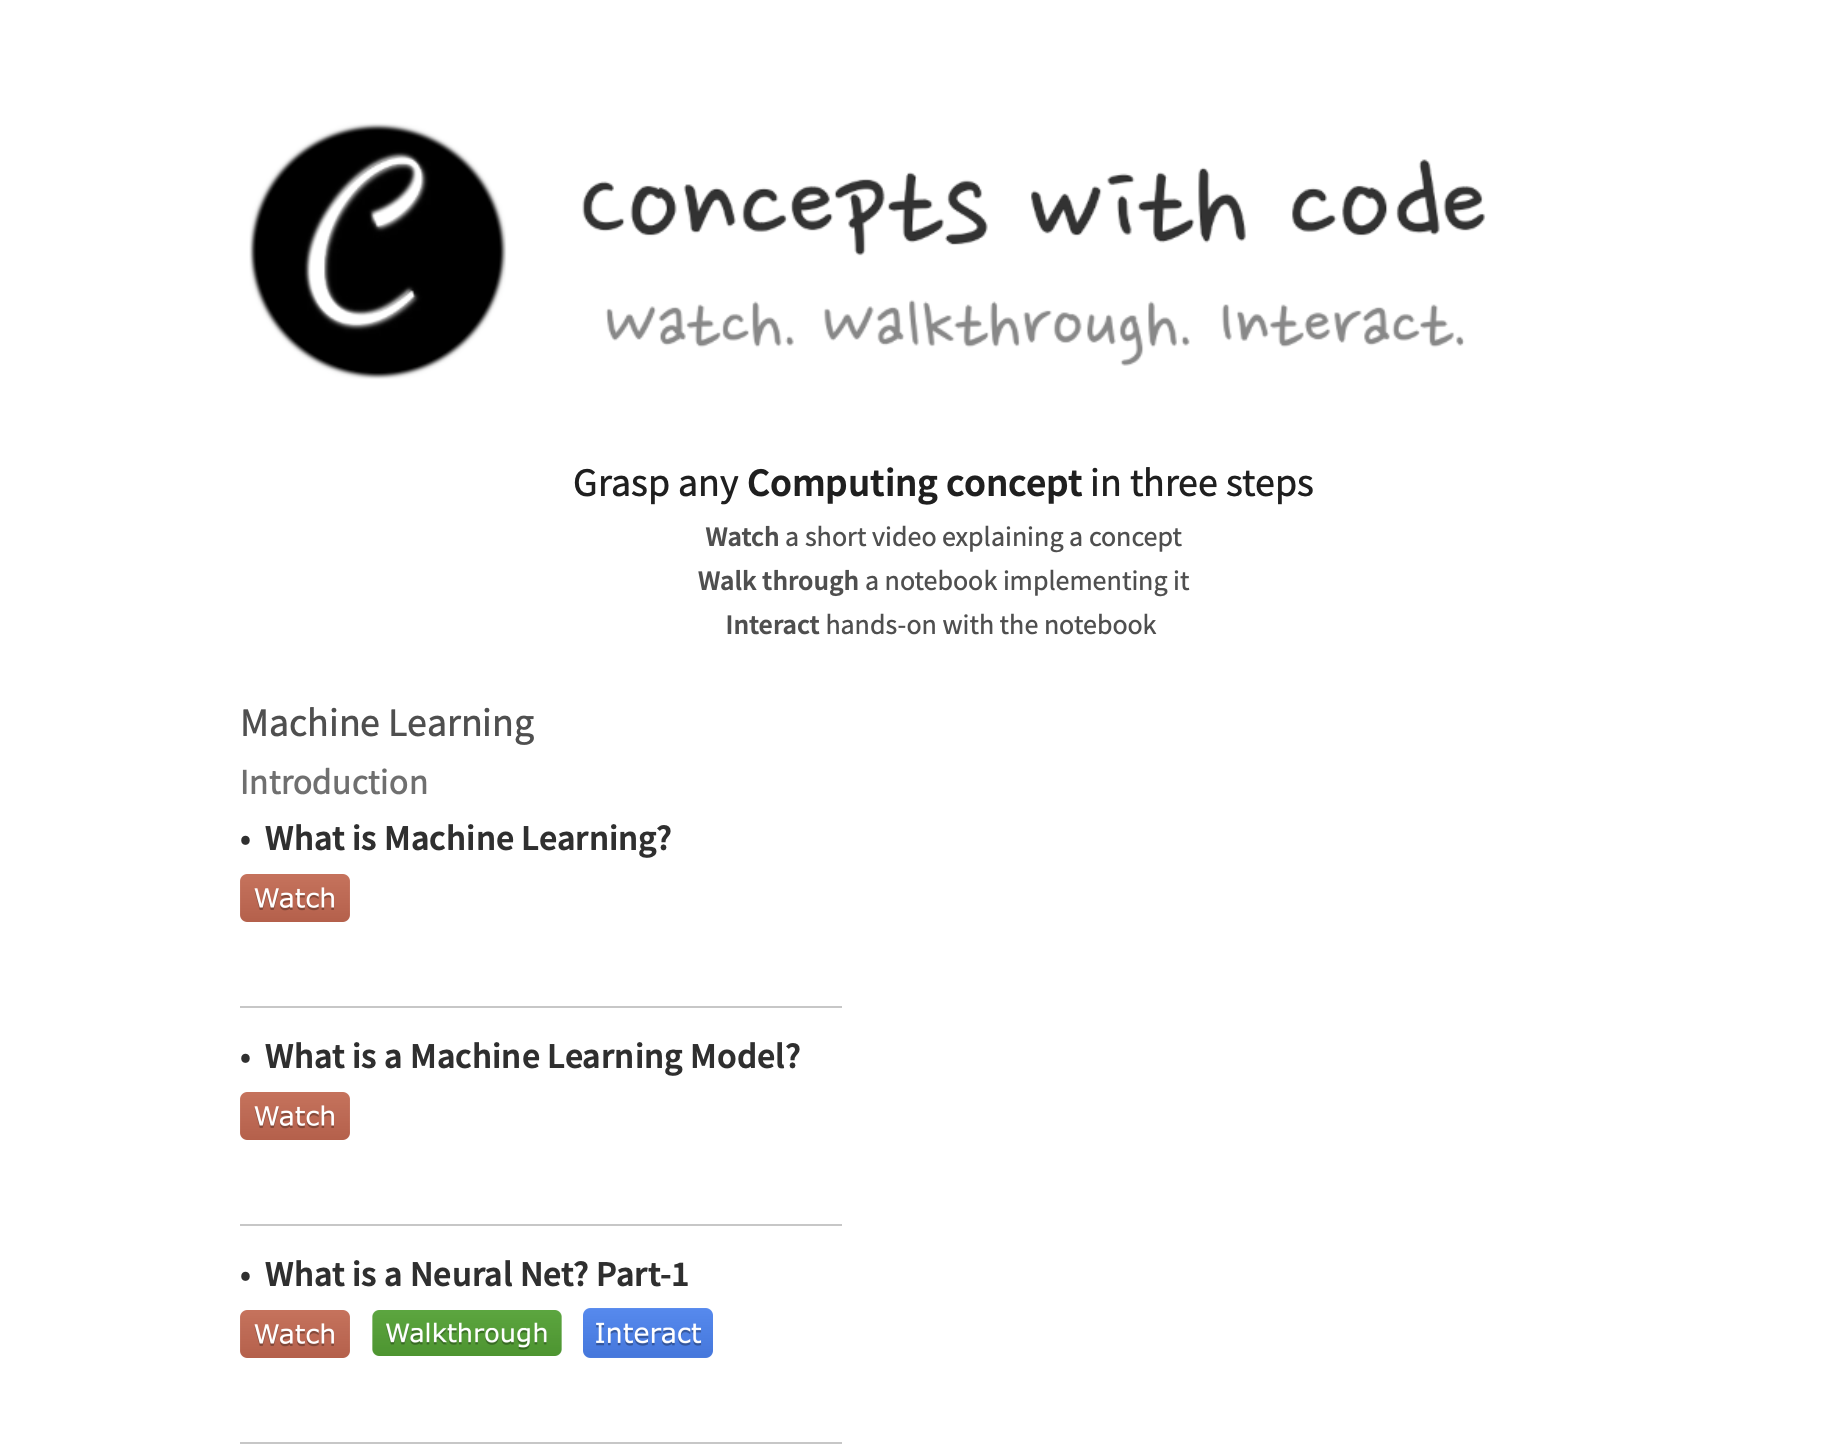 C
concepts with code
Watch. Walkthrough. Interact.
Grasp any Computing concept in three steps
Watch a short video explaining a concept
Walk through a notebook implementing it
Interact hands-on with the notebook
Machine Learning
Introduction
• What is Machine Learning?
Watch
• What is a Machine Learning Model?
Watch
• What is a Neural Net? Part-1
Watch Walkthrough Interact